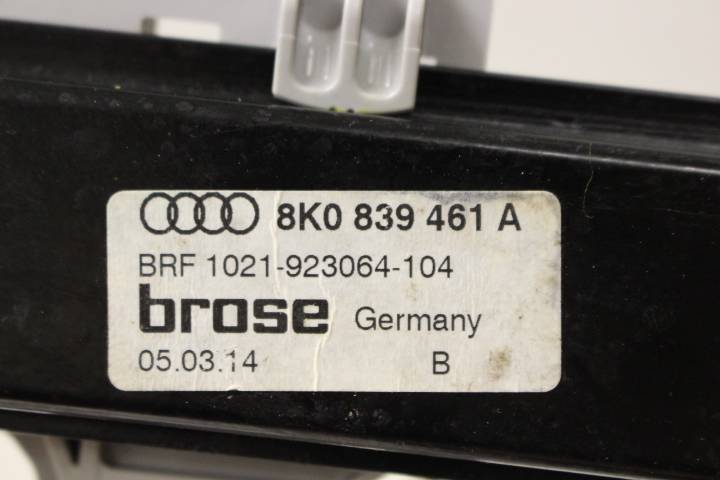 8K0 839 461 A
BRF 1021-923064-104
brose Germany
05.03.14 B